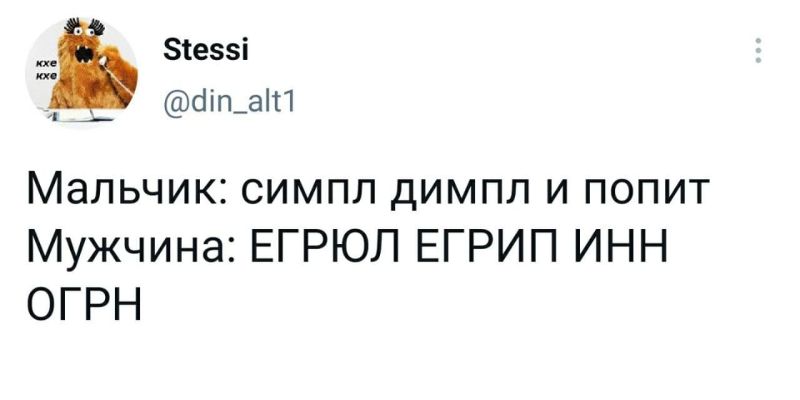 кхе
кхе
Stessi
@din_alt1
Мальчик: симпл димпл и попит
Мужчина: ЕГРЮЛ ЕГРИП ИНН
ОГРН